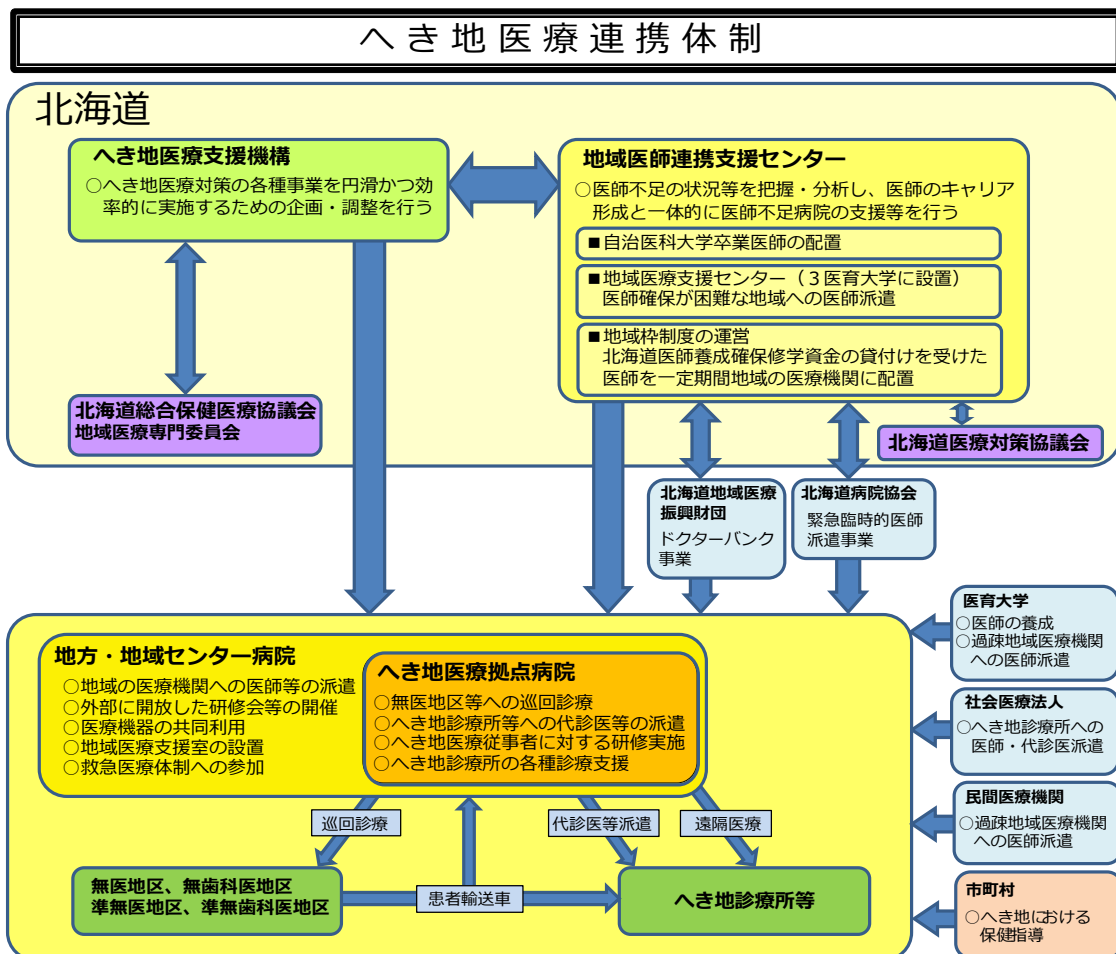 へき地医療連携体制
北海道
へき地医療支援機構
○へき地医療対策の各種事業を円滑かつ効
率的に実施するための企画・調整を行う
地域医師連携支援センター
○医師不足の状況等を把握・分析し、医師のキャリア
形成と一体的に医師不足病院の支援等を行う
■自治医科大学卒業医師の配置
■地域医療支援センター（３医育大学に設置）
医師確保が困難な地域への医師派遣
■地域枠制度の運営
北海道医師養成確保修学資金の貸付けを受けた
医師を一定期間地域の医療機関に配置
北海道総合保健医療協議会
地域医療専門委員会
北海道医療対策協議会
北海道地域医療
振興財団
ドクターバンク
事業
北海道病院協会
緊急臨時的医師
派遣事業
地方・地域センター病院
○地域の医療機関への医師等の派遣
○外部に開放した研修会等の開催
○医療機器の共同利用
○地域医療支援室の設置
○救急医療体制への参加
へき地医療拠点病院
○無医地区等への巡回診療
○へき地診療所等への代診医等の派遣
○へき地医療従事者に対する研修実施
○へき地診療所の各種診療支援
巡回診療
代診医等派遣
遠隔医療
無医地区、無歯科医地区
準無医地区、準無歯科医地区
患者輸送車
へき地診療所等
医育大学
○医師の養成
○過疎地域医療機関
への医師派遣
社会医療法人
○へき地診療所への
医師・代診医派遣
民間医療機関
○過疎地域医療機関
への医師派遣
市町村
○へき地における
保健指導